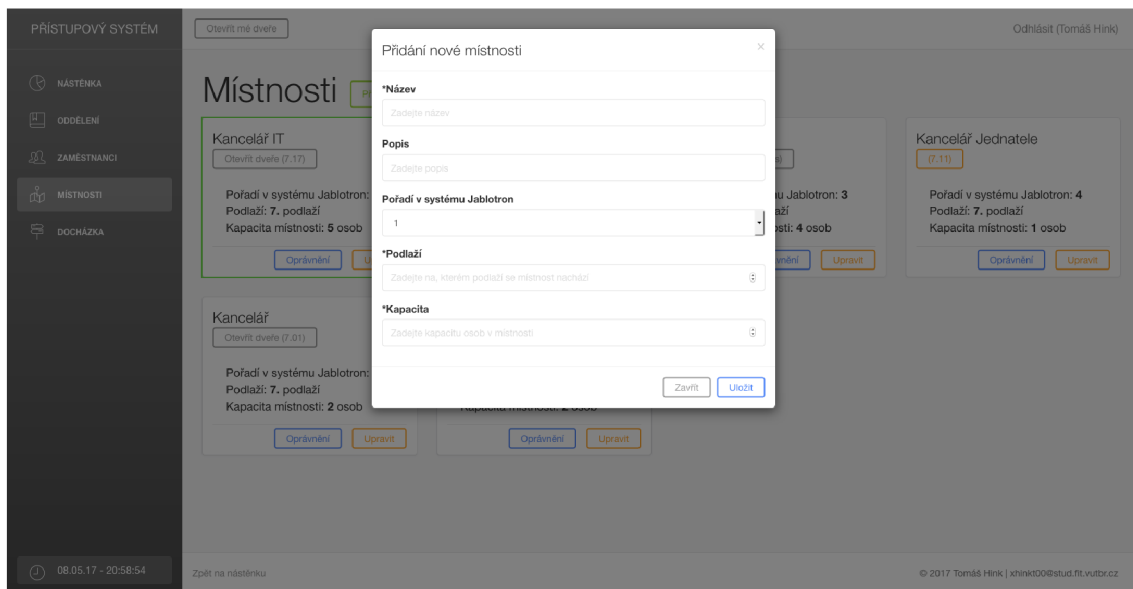 PŘÍSTUPOVÝ SYSTÉM
Otevřít mé dveře
Odhlásit (Tomáš Hink)
NÁSTĚNKA
ODDĚLENÍ
ZAMĚSTNANCI
MÍSTNOSTI
DOCHÁZKA
08.05.17 - 20:58:54
Místnosti
Přidání nové místnosti
×
*Název
Zadejte název
Popis
Zadejte popis
Pořadí v systému Jablotron
1
*Podlaží
Zadejte na, kterém podlaží se místnost nachází
*Kapacita
Zadejte kapacitu osob v místnosti
Zavřít
Uložit
Kancelář IT
Otevřít dveře (7.17)
Pořadí v systému Jablotron:
Podlaží: 7. podlaží
Kapacita místnosti: 5 osob
Oprávnění
Jablotron: 3
4 osob
Upravit
Kancelář Jednatele
(7.11)
Pořadí v systému Jablotron: 4
Podlaží: 7. podlaží
Kapacita místnosti: 1 osob
Oprávnění Upravit
Kancelář
Otevřít dveře (7.01)
Pořadí v systému Jablotron:
Podlaží: 7. podlaží
Kapacita místnosti: 2 osob
Oprávnění Upravit
Kapacita místnosti: 2 osob
Oprávnění Upravit
Zpět na nástěnku
© 2017 Tomáš Hink | xhinkt00@stud.fit.vutbr.cz